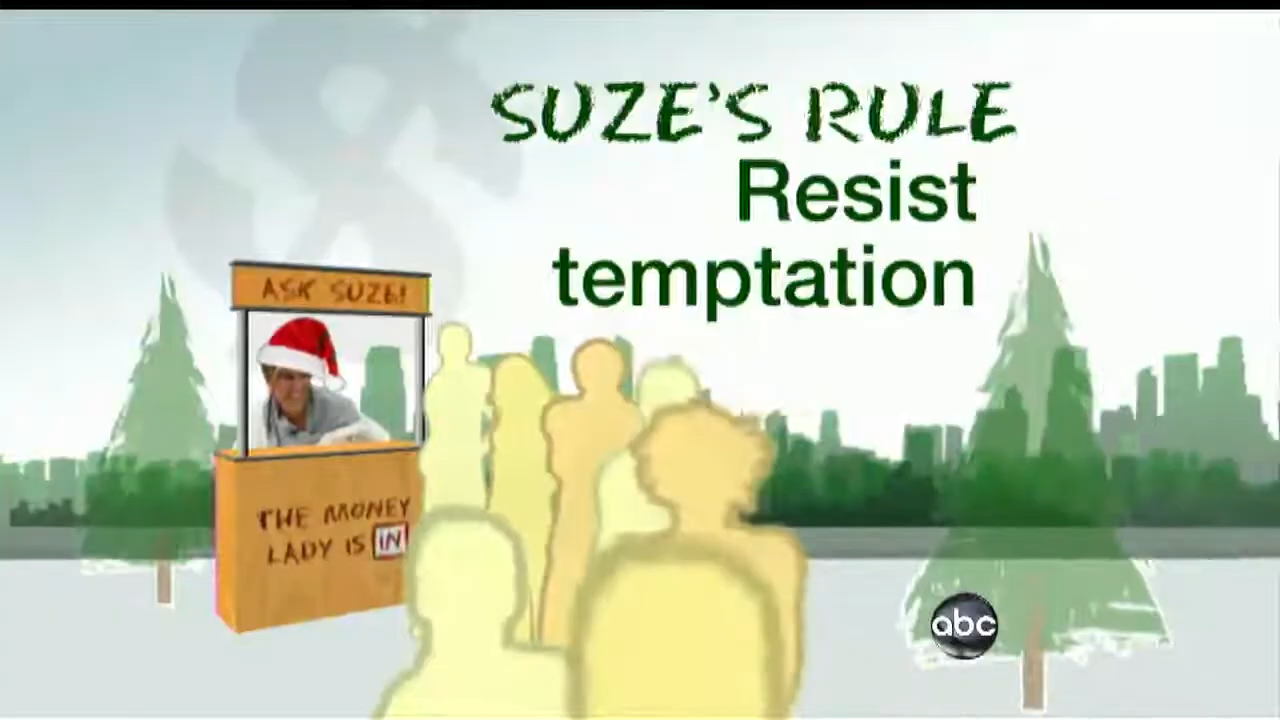 SUZE'S RULE
Resist
temptation
ASK SUZE!
THE MONEY
LADY IS IN
abc